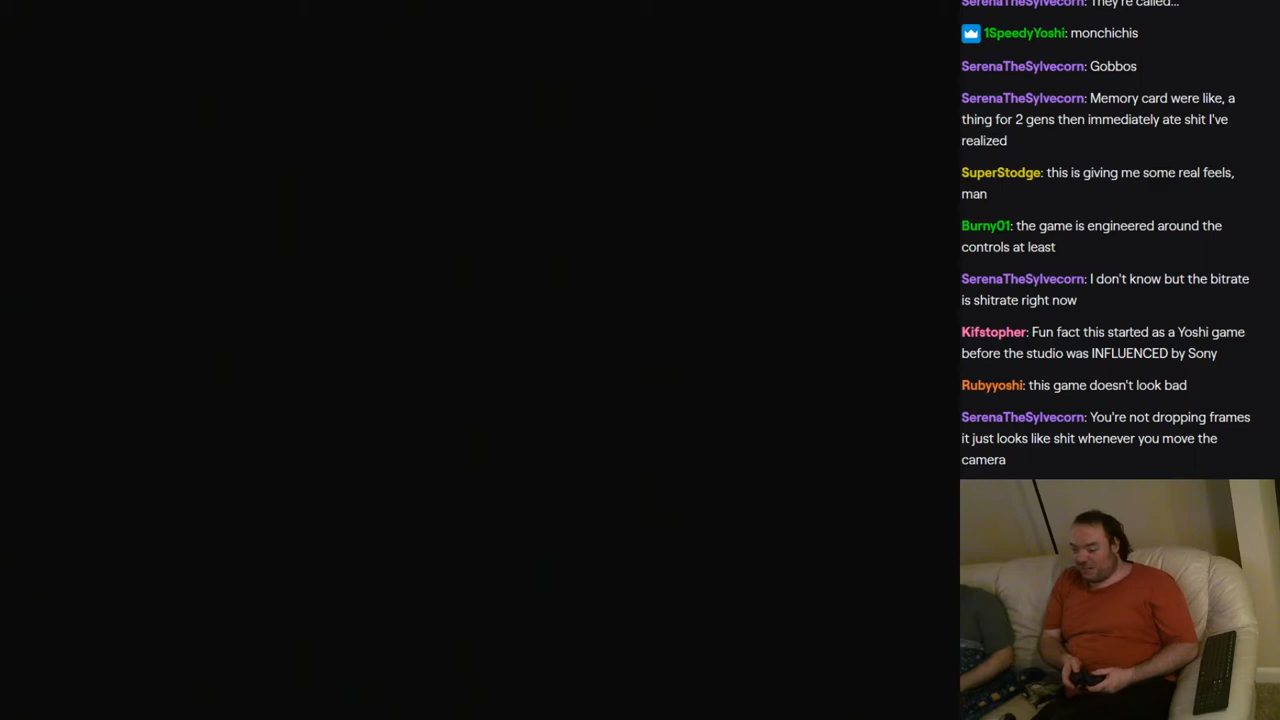 SerenaTheSylvecorn: They're called...
1SpeedyYoshi: monchichis
SerenaTheSylvecorn: Gobbos
SerenaTheSylvecorn: Memory card were like, a
thing for 2 gens then immediately ate shit I've
realized
SuperStodge: this is giving me some real feels,
man
Burny01: the game is engineered around the
controls at least
SerenaTheSylvecorn: I don't know but the bitrate
is shitrate right now
Kifstopher: Fun fact this started as a Yoshi game
before the studio was INFLUENCED by Sony
Rubyyoshi: this game doesn't look bad
SerenaTheSylvecorn: You're not dropping frames
it just looks like shit whenever you move the
camera